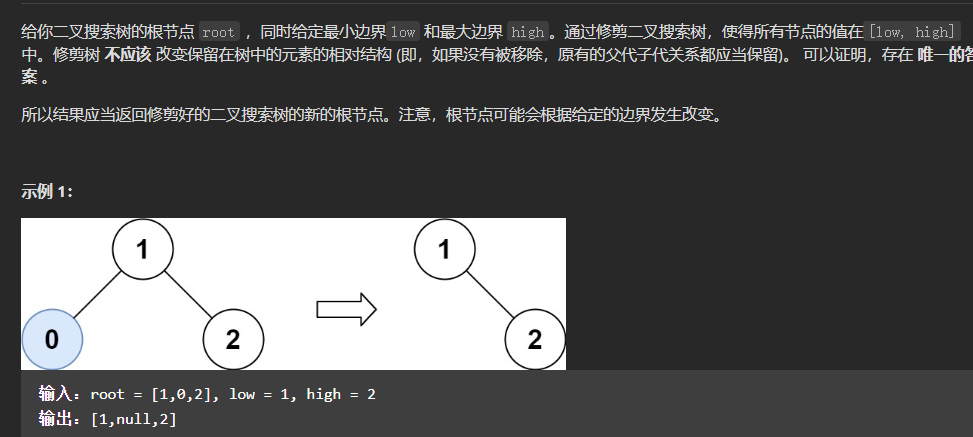 给你二叉搜索树的根节点 root ，同时给定最小边界low 和最大边界 high。通过修剪二叉搜索树，使得所有节点的值在[low, high]
中。修剪树 不应该 改变保留在树中的元素的相对结构 (即，如果没有被移除，原有的父代子代关系都应当保留)。 可以证明，存在 唯一的答
案 。
所以结果应当返回修剪好的二叉搜索树的新的根节点。注意，根节点可能会根据给定的边界发生改变。
示例 1：
1
1
0
2
2
输入：root = [1,0,2], low = 1, high = 2
输出：[1,null,2]